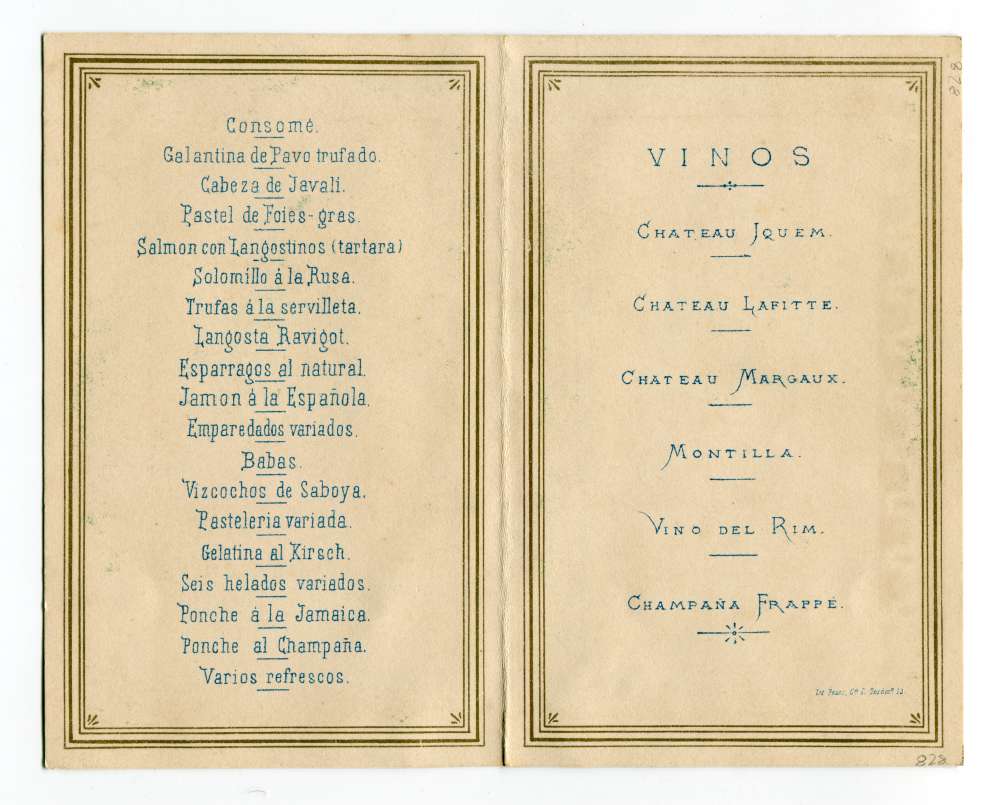 Consomé.
Galantina de Pavo trufado.
Cabeza de Javali.
Pastel de Foies-gras.
Salmon con Langostinos (tartara)
Solomillo á la Rusa.
Trufas á la servilleta.
Langosta Ravigot.
Esparragos al natural.
Jamon á la Española.
Emparedados variados.
Babas.
Vizcochos de Saboya.
Pasteleria variada.
Gelatina al Kirsch.
Seis helados variados.
Ponche á la Jamaica.
Ponche al Champaña.
Varios refrescos.
VINOS
CHATEAU JQUEM.
CHATEAU LAFITTE.
CHATEAU MARGAUX.
MONTILLA.
VINO DEL RIM.
CHAMPAÑA FRAPPÉ.
828
828